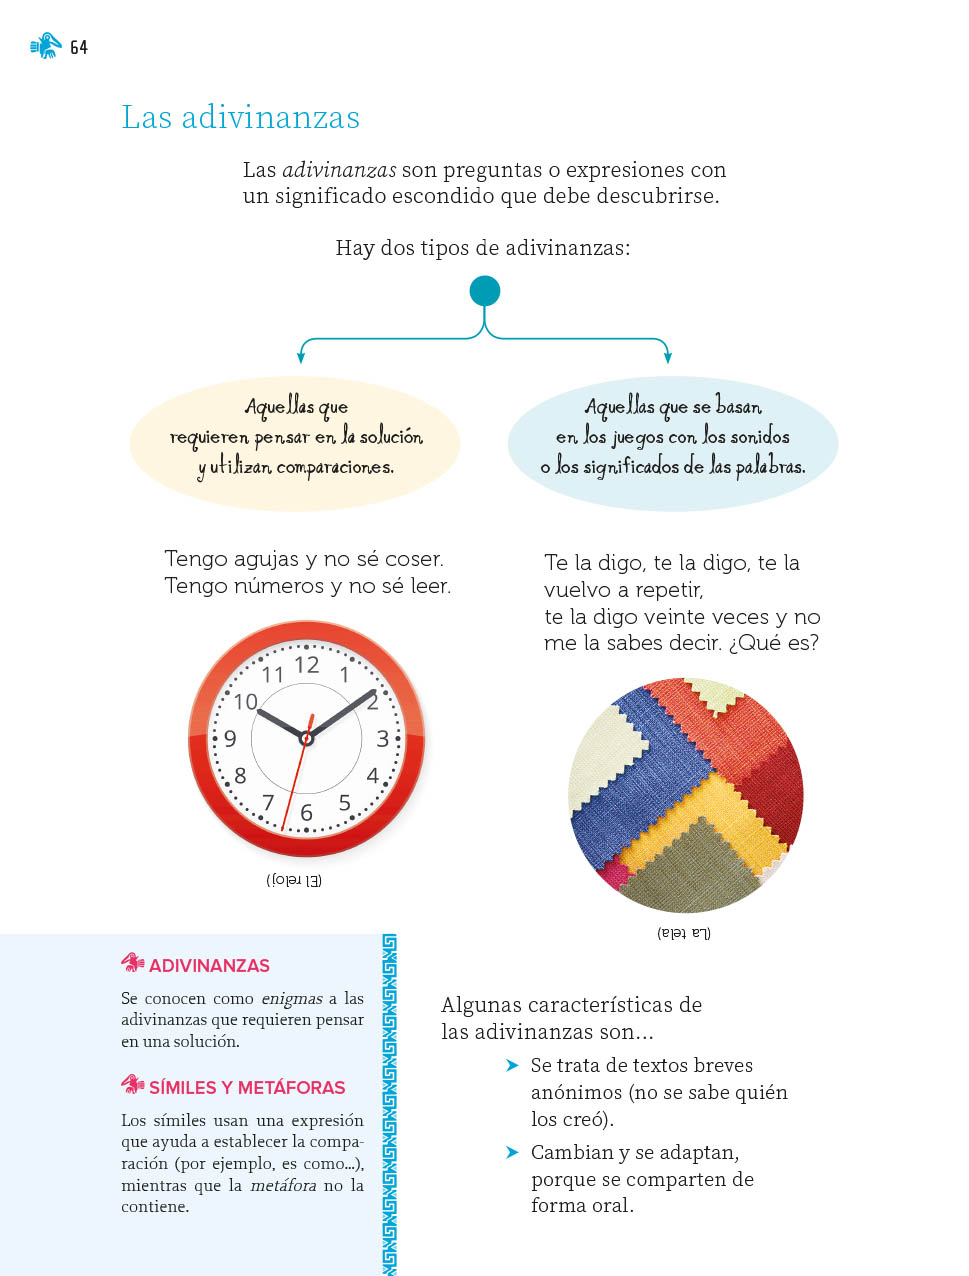 64
Las adivinanzas
Las adivinanzas son preguntas o expresiones con
un significado escondido que debe descubrirse.
Hay dos tipos de adivinanzas:
Aquellas que
requieren pensar en la solución
y utilizan comparaciones.
Aquellas que se basan
en los juegos con los sonidos
o los significados de las palabras.
Tengo agujas y no sé coser.
Tengo números y no sé leer.
12
1
2
3
4
5
6
7
8
9
10
11
(El reloj)
Te la digo, te la digo, te la
vuelvo a repetir,
te la digo veinte veces y no
me la sabes decir. ¿Qué es?
(La tela)
ADIVINANZAS
Se conocen como enigmas a las
adivinanzas que requieren pensar
en una solución.
SÍMILES Y METÁFORAS
Los símiles usan una expresión
que ayuda a establecer la compa-
ración (por ejemplo, es como...),
mientras que la metáfora no la
contiene.
Algunas características de
las adivinanzas son...
Se trata de textos breves
anónimos (no se sabe quién
los creó).
Cambian y se adaptan,
porque se comparten de
forma oral.